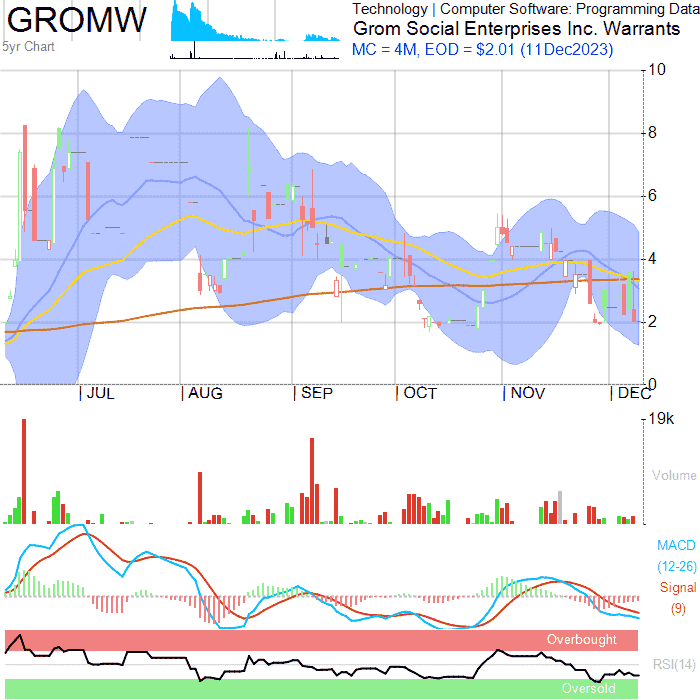 GROMW
5yr Chart
Technology | Computer Software: Programming Data
Grom Social Enterprises Inc. Warrants
MC = 4M, EOD = $2.01 (11Dec2023)
10
8
6
4
2
0
JUL
AUG
SEP
OCT
NOV
DEC
19k
Volume
MACD
(12-26)
Signal
(9)
Overbought
RSI(14)
Oversold